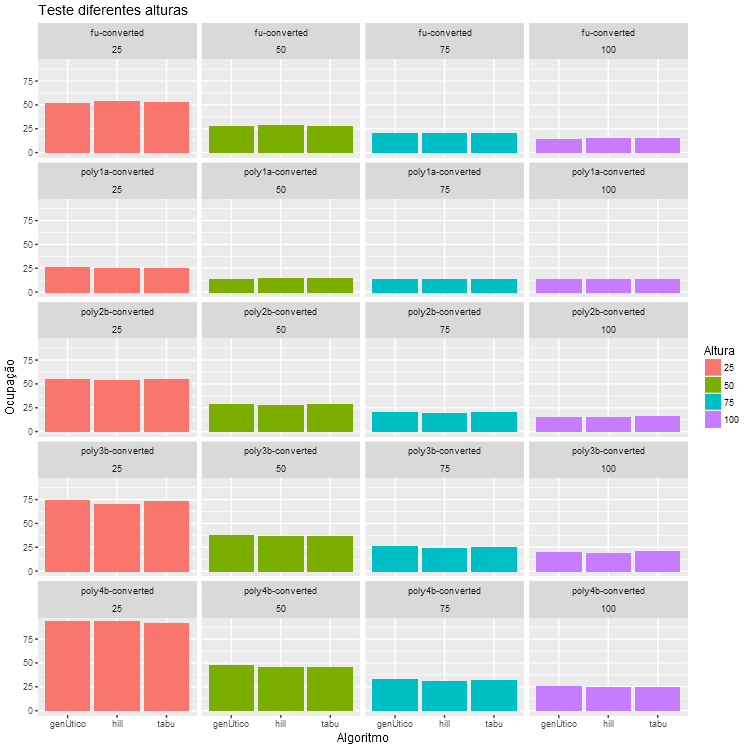 Teste diferentes alturas
fu-converted fu-converted fu-converted fu-converted
25 50 75 100
75
50
25
0
poly1a-converted poly1a-converted poly1a-converted poly1a-converted
25 50 75 100
75
50
25
0
poly2b-converted poly2b-converted poly2b-converted poly2b-converted
25 50 75 100
75
50
25
0
poly3b-converted poly3b-converted poly3b-converted poly3b-converted
25 50 75 100
75
50
25
0
poly4b-converted poly4b-converted poly4b-converted poly4b-converted
25 50 75 100
75
50
25
0
genUtico hill tabu genUtico hill tabu genUtico hill tabu genUtico hill tabu
Algoritmo
Ocupação
Altura
25
50
75
100